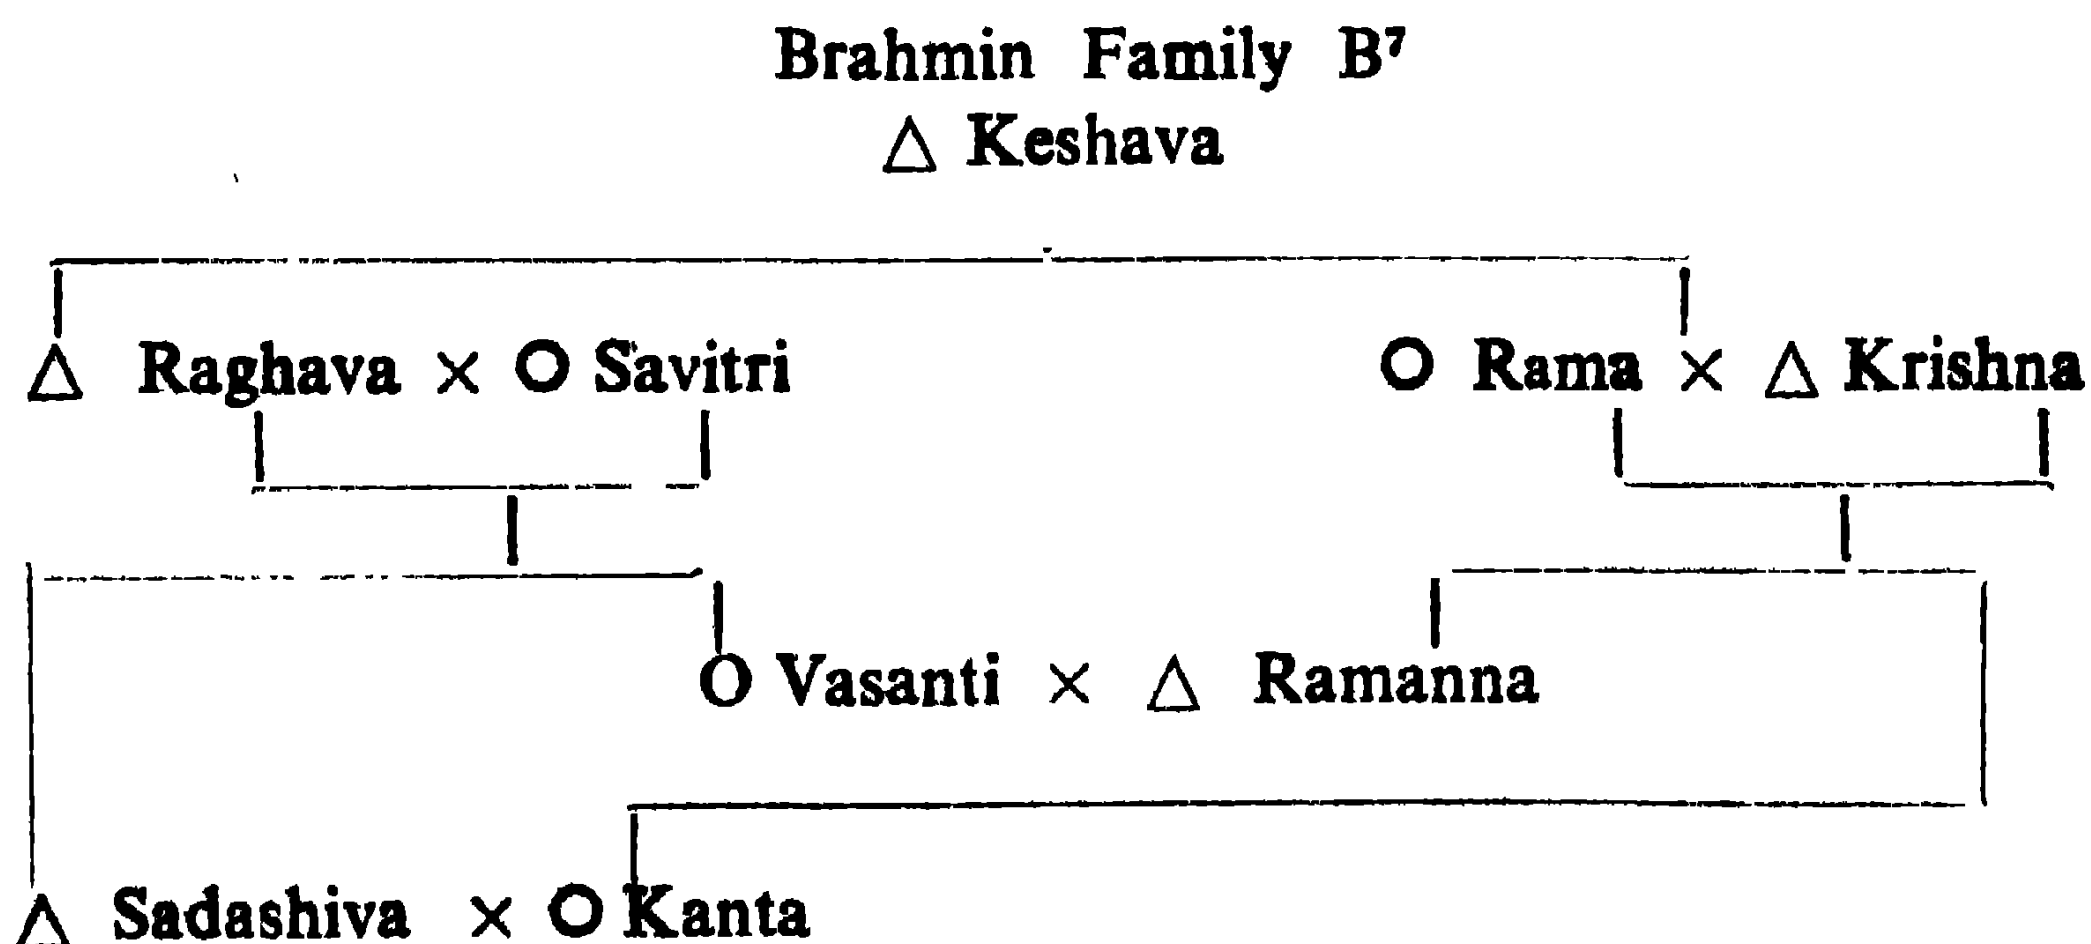 Brahmin Family B⁷
△ Keshava
△ Raghava × O Savitri O Rama × △ Krishna
O Vasanti × △ Ramanna
△ Sadashiva × O Kanta